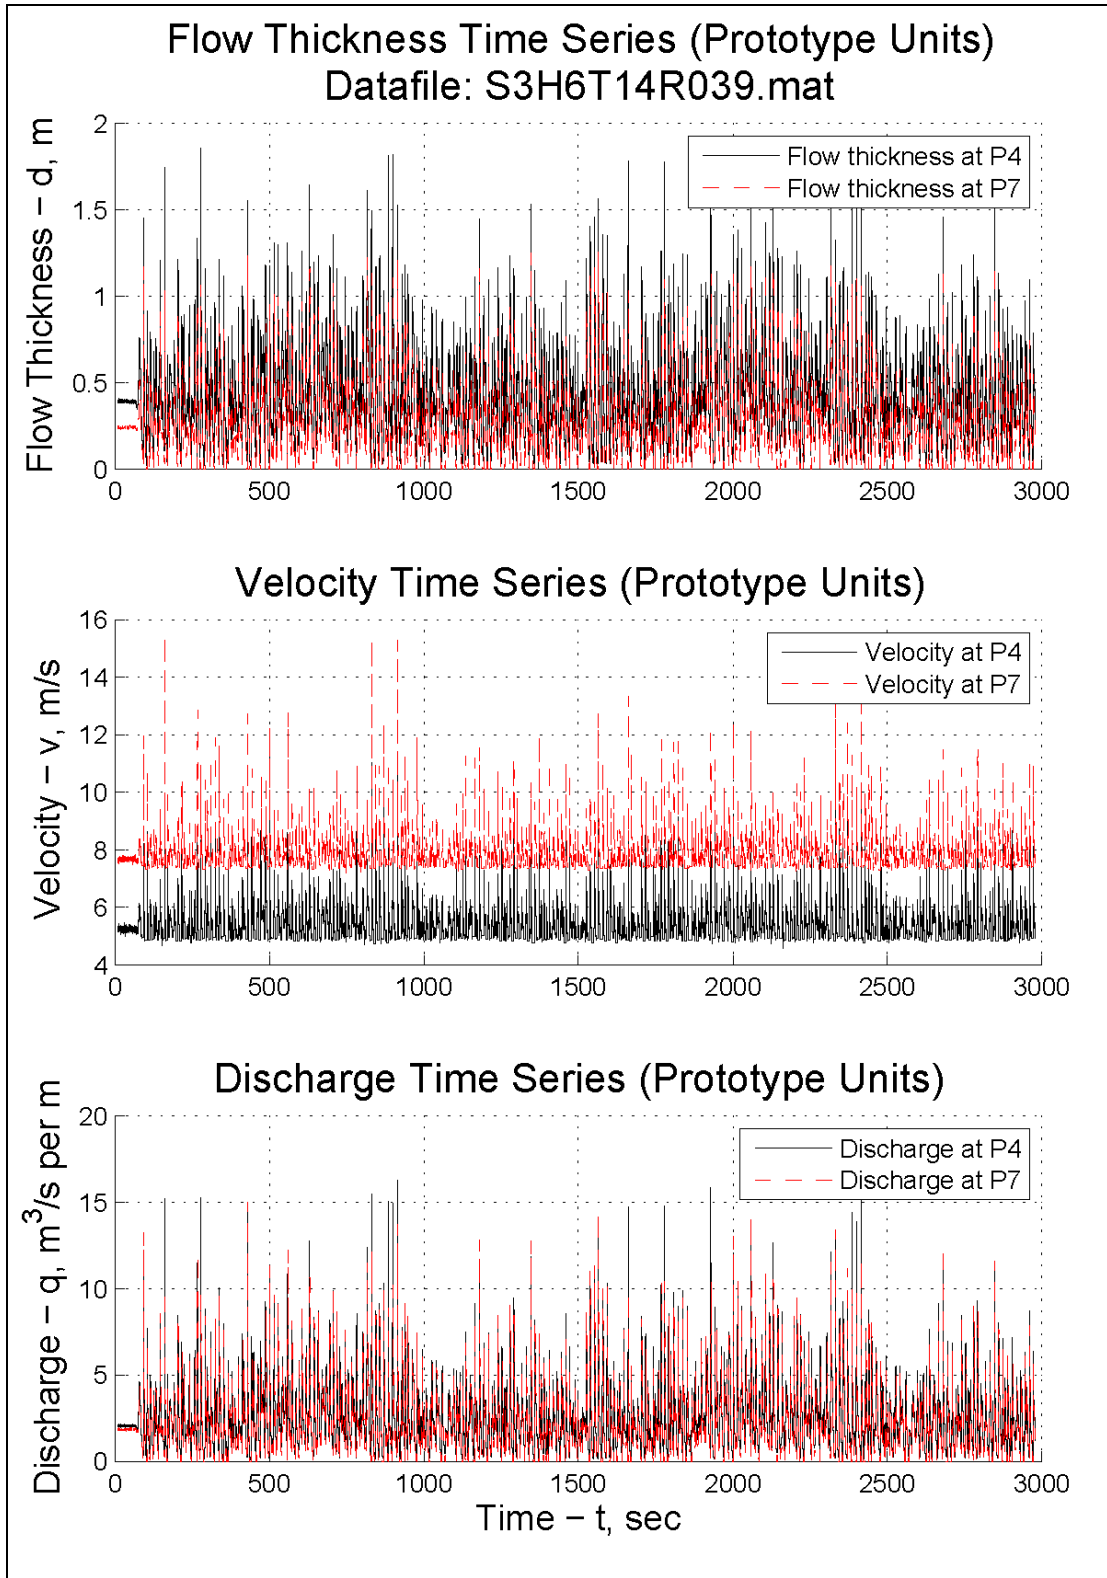 Flow Thickness Time Series (Prototype Units)
Datafile: S3H6T14R039.mat
Flow Thickness − d, m
2
1.5
1
0.5
0
Flow thickness at P4
Flow thickness at P7
0 500 1000 1500 2000 2500 3000
Velocity Time Series (Prototype Units)
Velocity − v, m/s
16
14
12
10
8
6
4
Velocity at P4
Velocity at P7
0 500 1000 1500 2000 2500 3000
Discharge Time Series (Prototype Units)
Discharge − q, m³/s per m
20
15
10
5
0
Discharge at P4
Discharge at P7
0 500 1000 1500 2000 2500 3000
Time − t, sec